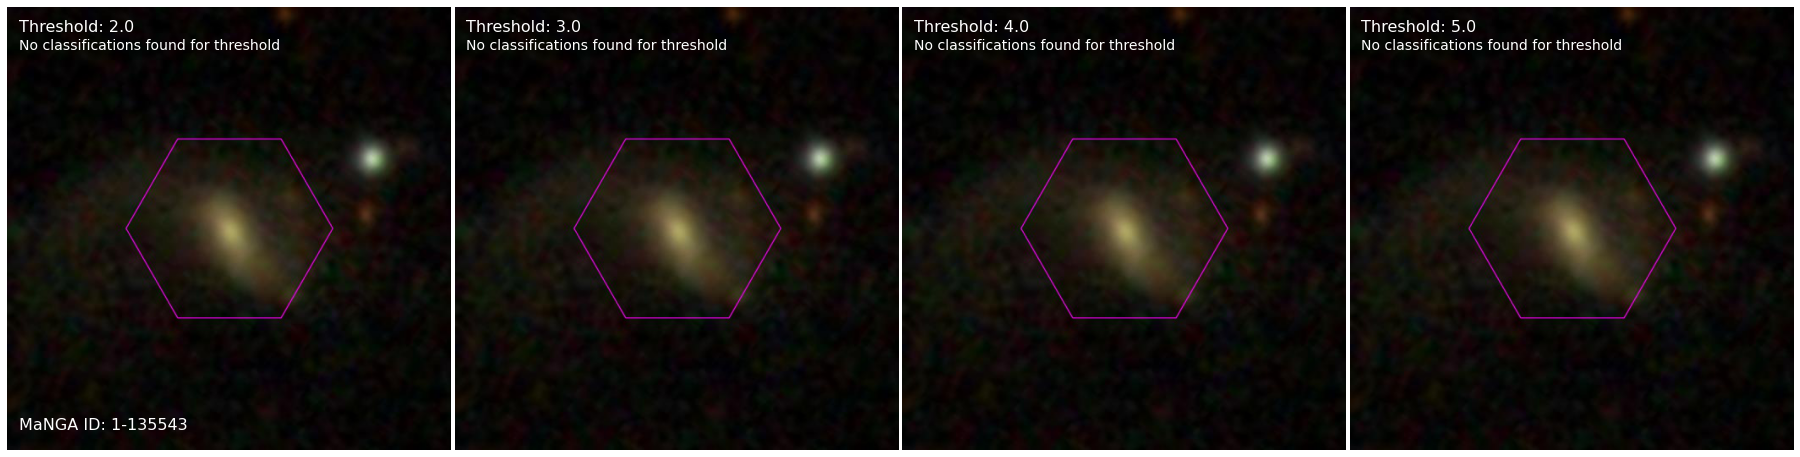 Threshold: 2.0
No classifications found for threshold
MaNGA ID: 1-135543
Threshold: 3.0
No classifications found for threshold
Threshold: 4.0
No classifications found for threshold
Threshold: 5.0
No classifications found for threshold